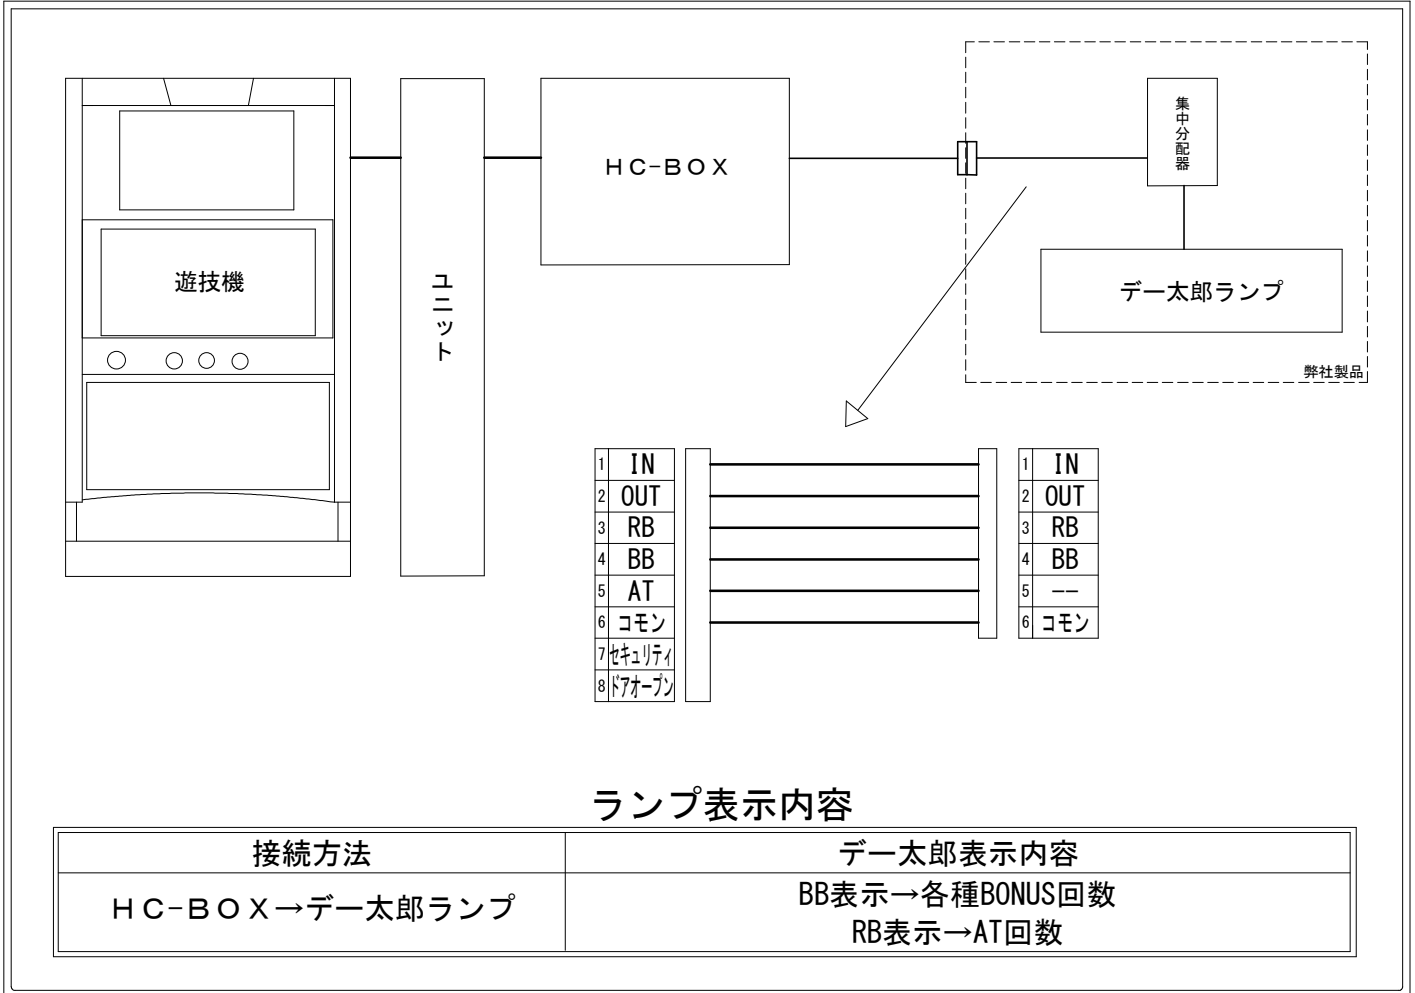 集中分配器
HC-BOX
遊技機
ユニット
デー太郎ランプ
弊社製品
1 IN
2 OUT
3 RB
4 BB
5 AT
6 コモン
7 セキュリティ
8 ドアオープン
1 IN
2 OUT
3 RB
4 BB
5 --
6 コモン
ランプ表示内容
接続方法 デー太郎表示内容
HC-BOX→デー太郎ランプ
BB表示→各種BONUS回数
RB表示→AT回数